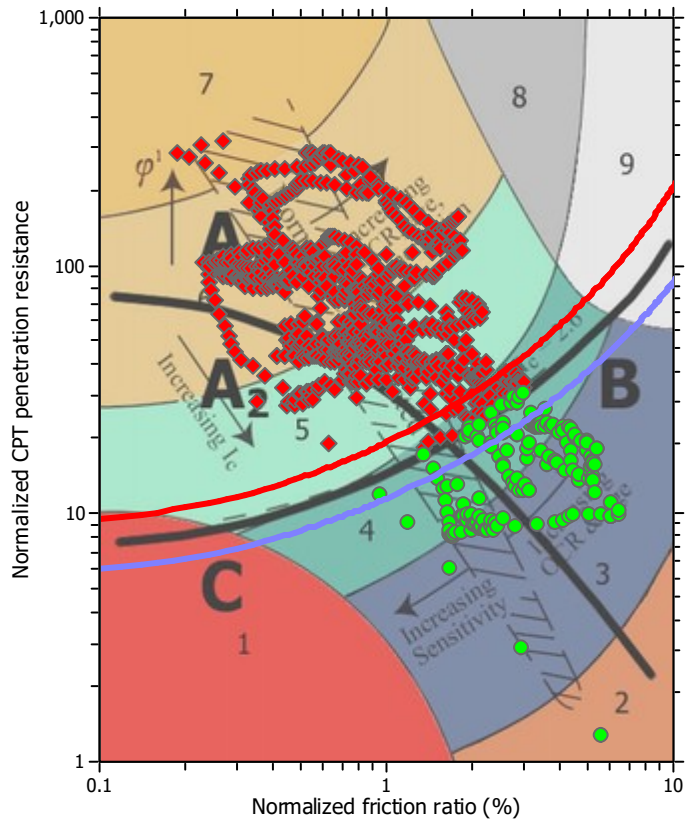 1,000
7
8
9
φ'
Increasing
A
100
Normalized CPT penetration resistance
Increasing Ic
A2
B
5
10
4
Increasing
3
C
1
Increasing
Sensitivity
2
1
0.1
1
10
Normalized friction ratio (%)